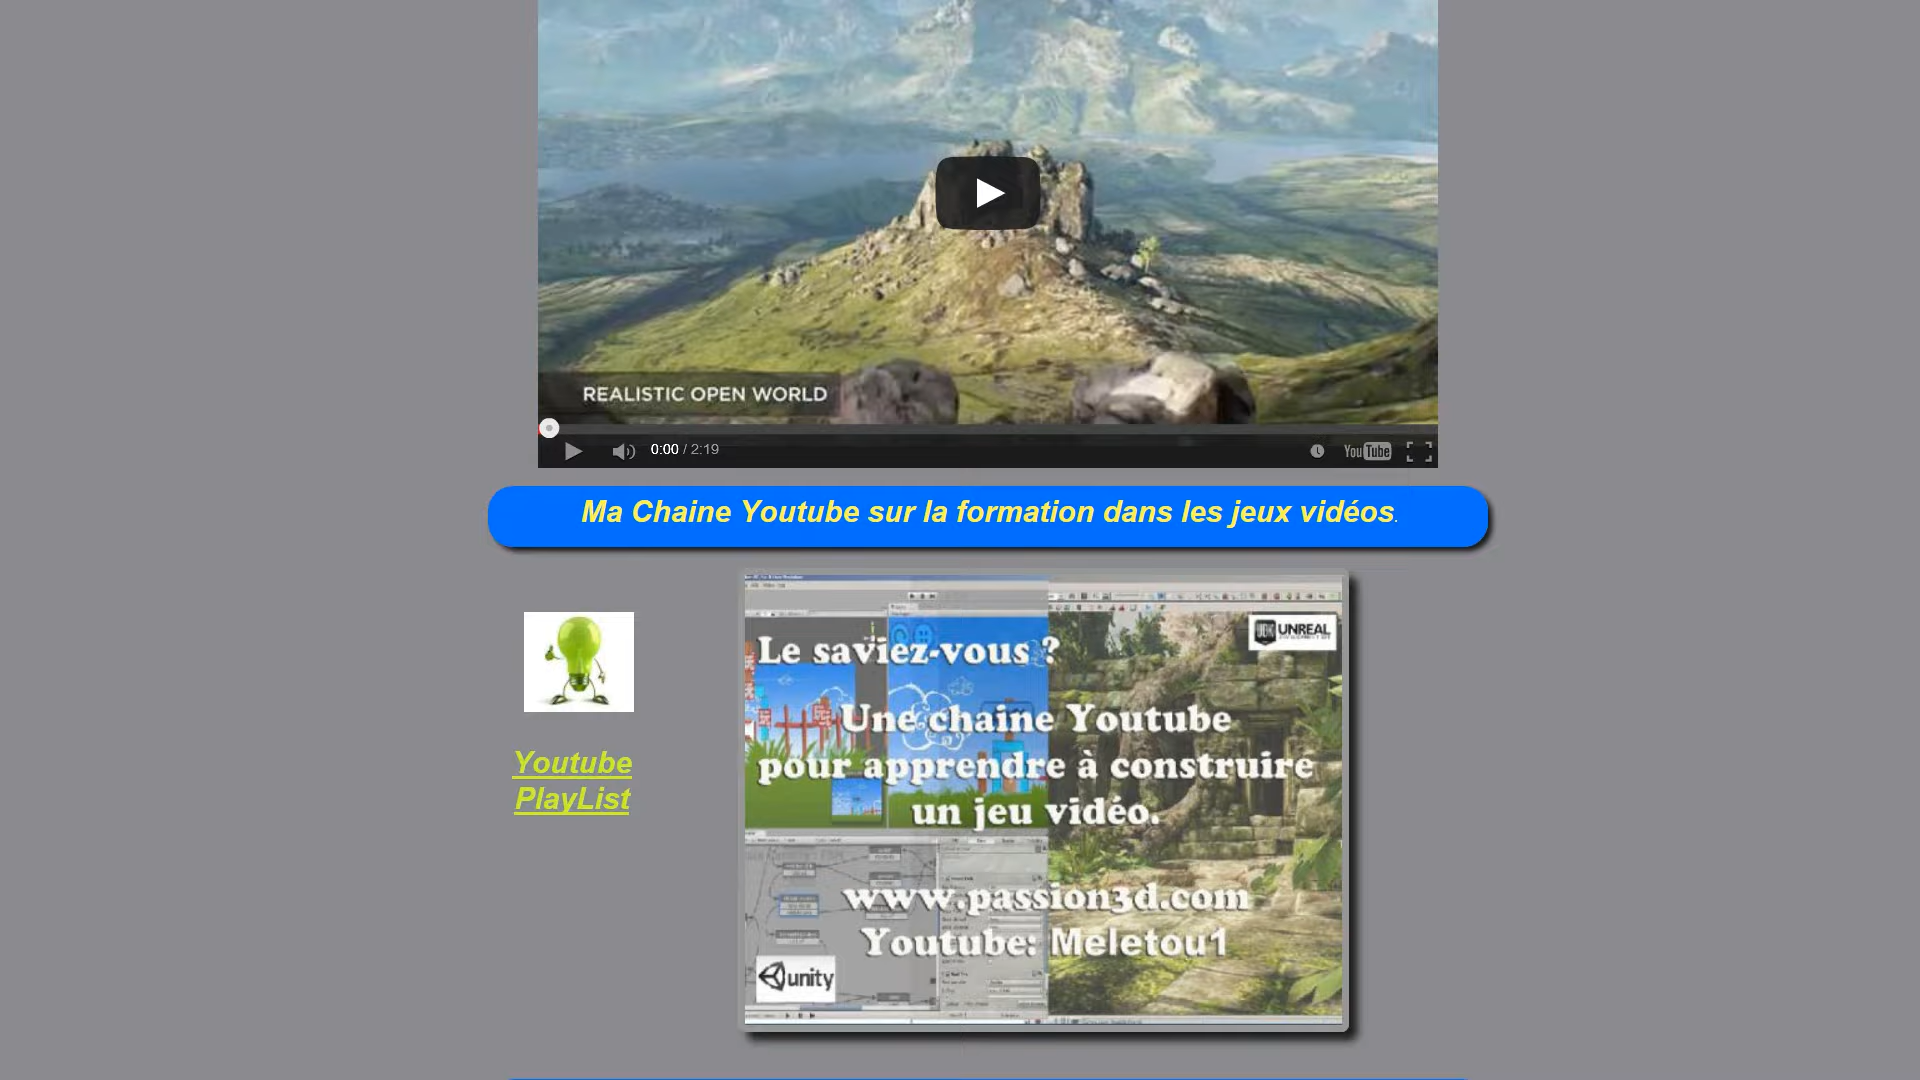 REALISTIC OPEN WORLD
0:00 / 2:19
YouTube
Ma Chaine Youtube sur la formation dans les jeux vidéos.
Youtube
PlayList
UDK UNREAL
Le saviez-vous ?
Une chaine Youtube
pour apprendre à construire
un jeu vidéo.
www.passion3d.com
Youtube: Meletou1
unity